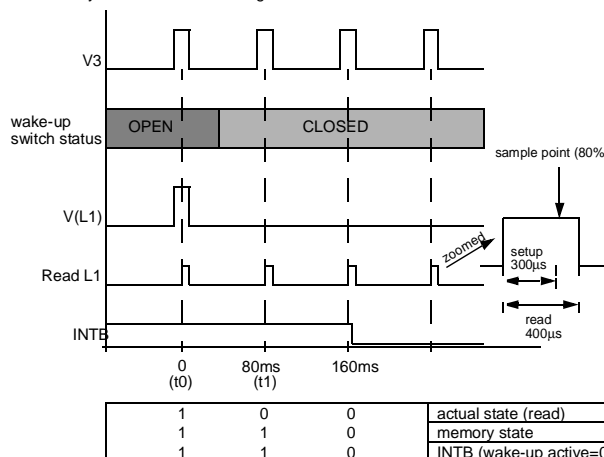 V3
wake-up
switch status
OPEN
CLOSED
sample point (80%
V(L1)
zoomed
setup
300µs
Read L1
read
400µs
INTB
0
(t0)
80ms
(t1)
160ms
1 0 0 actual state (read)
1 1 0 memory state
1 1 0 INTB (wake-up active=0